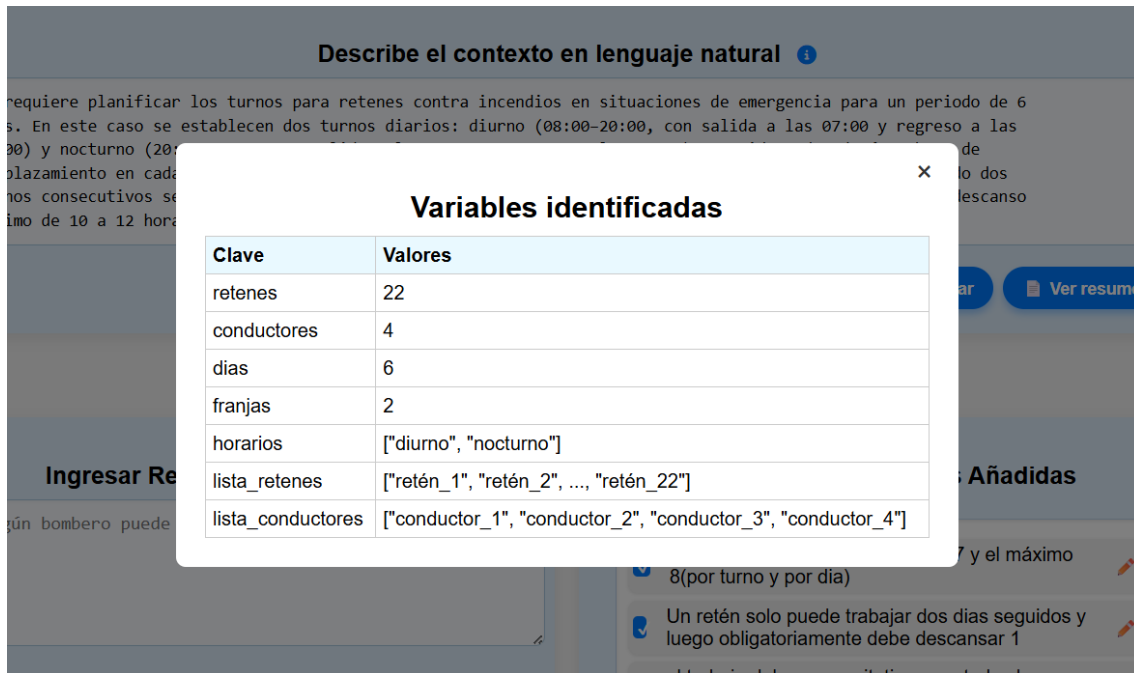 Describe el contexto en lenguaje natural
requiere planificar los turnos para retenes contra incendios en situaciones de emergencia para un periodo de 6
s. En este caso se establecen dos turnos diarios: diurno (08:00–20:00, con salida a las 07:00 y regreso a las
00) y nocturno (20: de
plazamiento en cada lo dos
nos consecutivos se descanso
imo de 10 a 12 hora
Variables identificadas
Clave Valores
retenes 22
conductores 4
dias 6
franjas 2
horarios ["diurno", "nocturno"]
lista_retenes ["retén_1", "retén_2", ..., "retén_22"]
lista_conductores ["conductor_1", "conductor_2", "conductor_3", "conductor_4"]
ar
Ver resume
Ingresar Re
gún bombero puede
s Añadidas
7 y el máximo
8(por turno y por dia)
Un retén solo puede trabajar dos dias seguidos y
luego obligatoriamente debe descansar 1